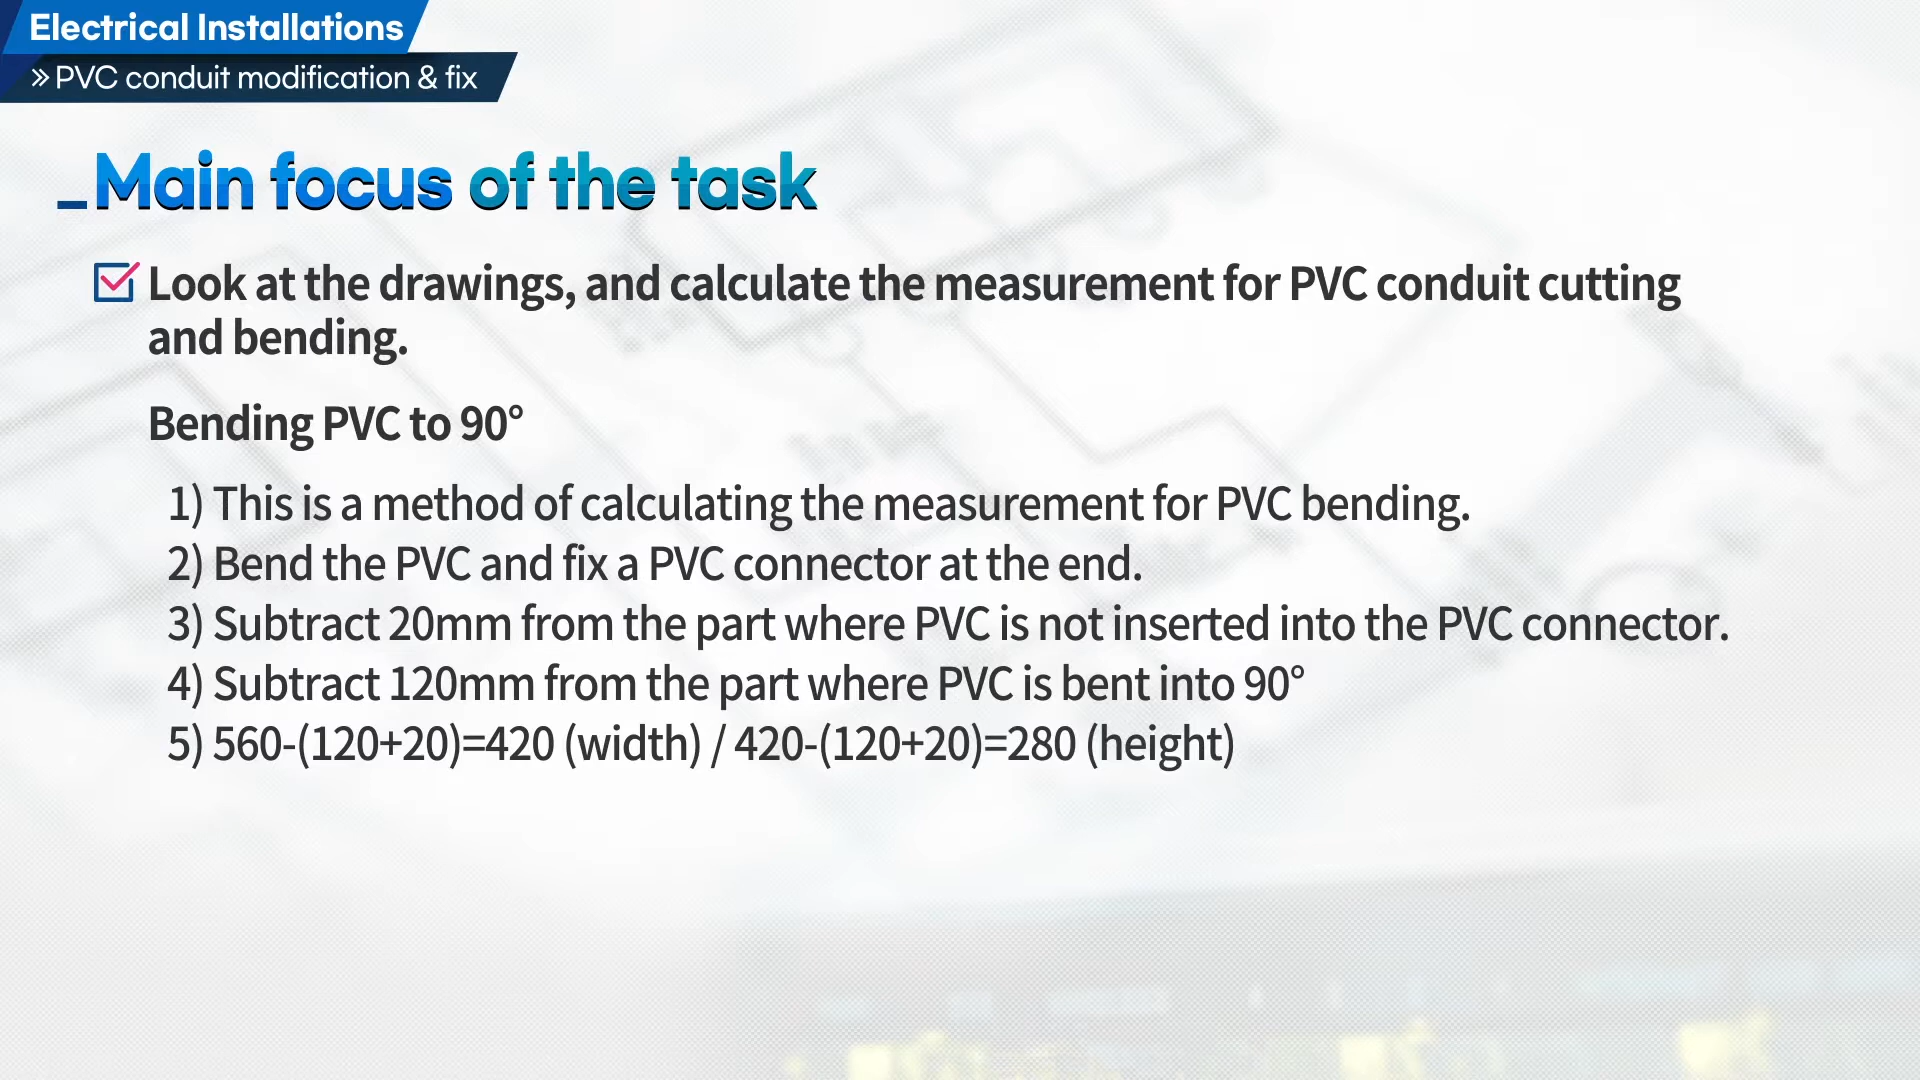 Electrical Installations
» PVC conduit modification & fix
Main focus of the task
Look at the drawings, and calculate the measurement for PVC conduit cutting
and bending.
Bending PVC to 90°
1) This is a method of calculating the measurement for PVC bending.
2) Bend the PVC and fix a PVC connector at the end.
3) Subtract 20mm from the part where PVC is not inserted into the PVC connector.
4) Subtract 120mm from the part where PVC is bent into 90°
5) 560-(120+20)=420 (width) / 420-(120+20)=280 (height)